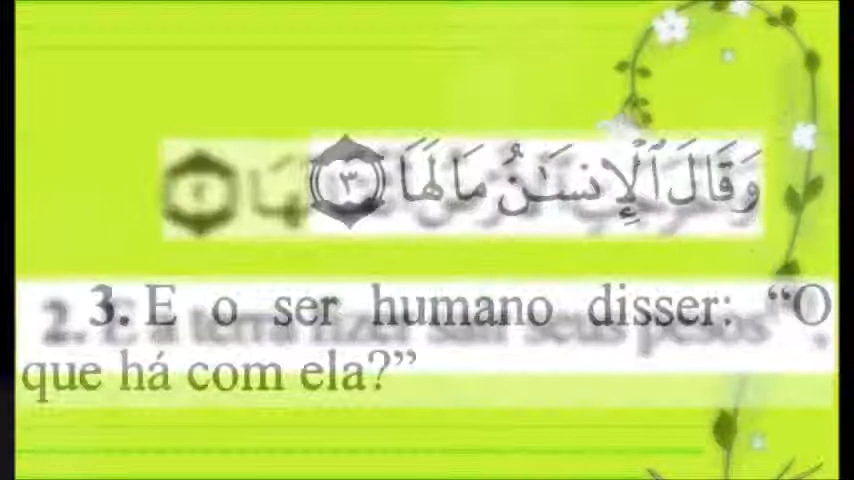 وَقَالَ ٱلْإِنسَـٰنُ مَا لَهَا ٣
3. E o ser humano disser: “O
que há com ela?”